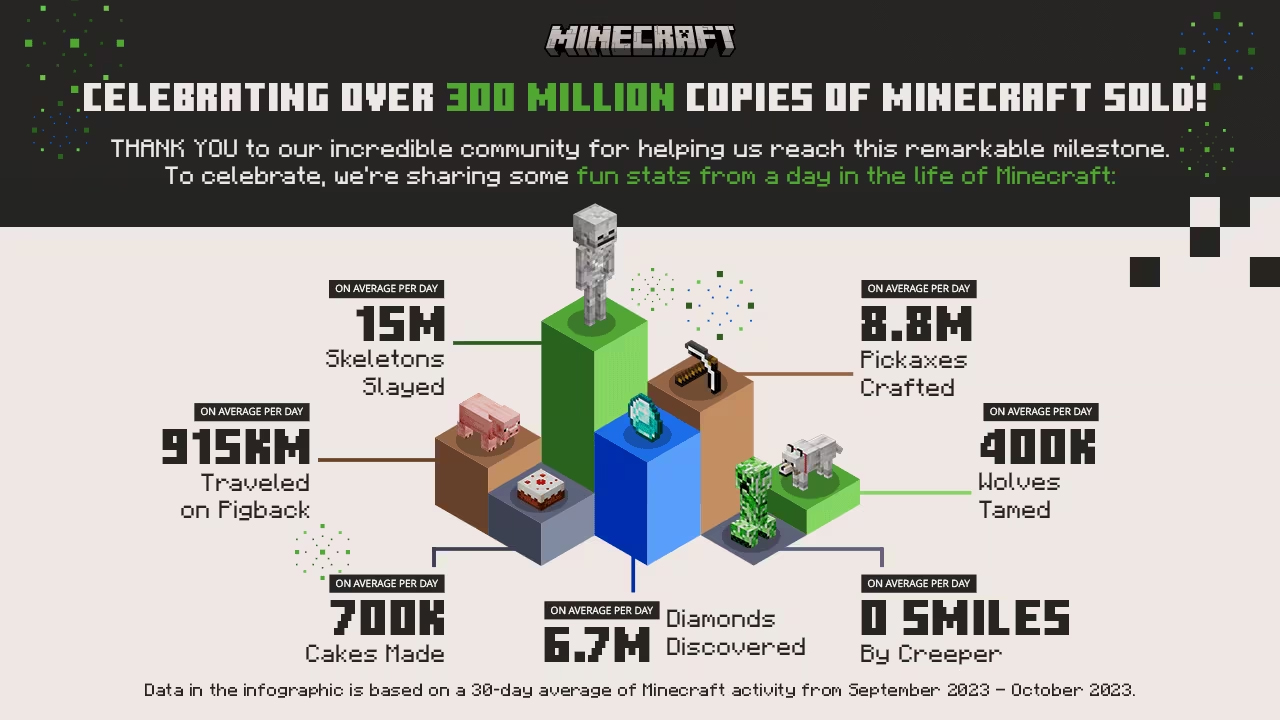 MINECRAFT
CELEBRATING OVER 300 MILLION COPIES OF MINECRAFT SOLD!
THANK YOU to our incredible community for helping us reach this remarkable milestone.
To celebrate, we're sharing some fun stats from a day in the life of Minecraft:
ON AVERAGE PER DAY
15M
Skeletons
Slayed
ON AVERAGE PER DAY
8.8M
Pickaxes
Crafted
ON AVERAGE PER DAY
915KM
Traveled
on Pigback
ON AVERAGE PER DAY
400K
Wolves
Tamed
ON AVERAGE PER DAY
700K
Cakes Made
ON AVERAGE PER DAY
6.7M
Diamonds
Discovered
ON AVERAGE PER DAY
0 SMILES
By Creeper
Data in the infographic is based on a 30-day average of Minecraft activity from September 2023 – October 2023.